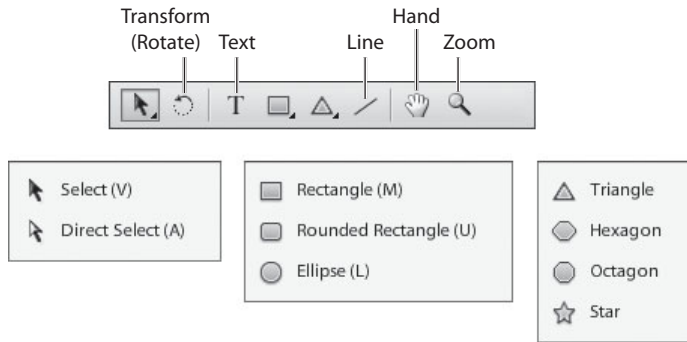 Transform
(Rotate)
Text
Line
Hand
Zoom
T
Select (V)
Direct Select (A)
Rectangle (M)
Rounded Rectangle (U)
Ellipse (L)
Triangle
Hexagon
Octagon
Star